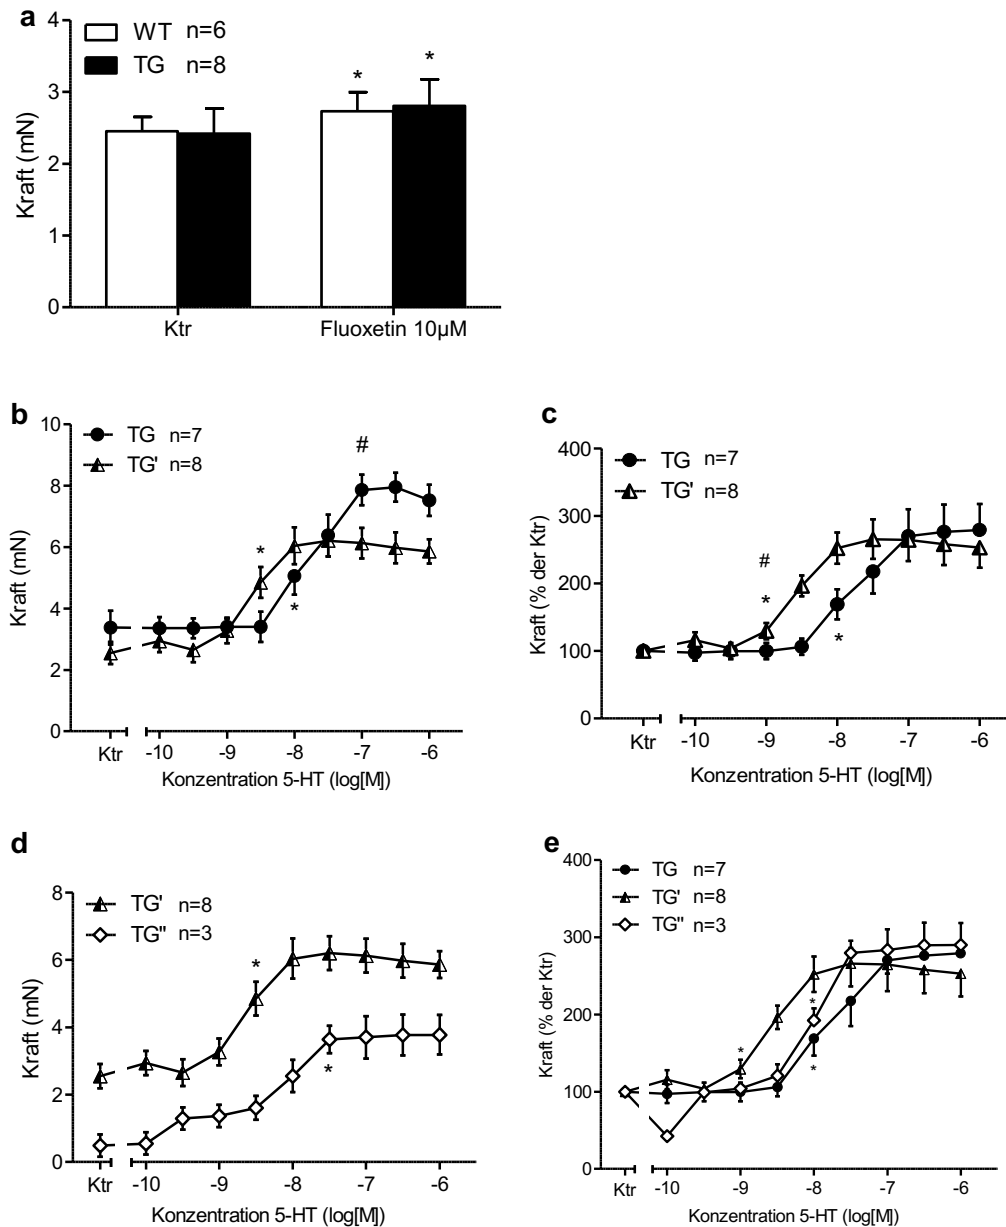 a
4
3
2
1
0
Kraft (mN)
WT n=6
TG n=8
* *
Ktr Fluoxetin 10µM
b
10
8
6
4
2
0
Kraft (mN)
TG n=7
TG' n=8
#
*
*
Ktr -10 -9 -8 -7 -6
Konzentration 5-HT (log[M])
c
400
300
200
100
0
Kraft (% der Ktr)
TG n=7
TG' n=8
#
*
*
Ktr -10 -9 -8 -7 -6
Konzentration 5-HT (log[M])
d
8
6
4
2
0
Kraft (mN)
TG' n=8
TG" n=3
*
*
Ktr -10 -9 -8 -7 -6
Konzentration 5-HT (log[M])
e
400
300
200
100
0
Kraft (% der Ktr)
TG n=7
TG' n=8
TG" n=3
*
*
*
Ktr -10 -9 -8 -7 -6
Konzentration 5-HT (log[M])